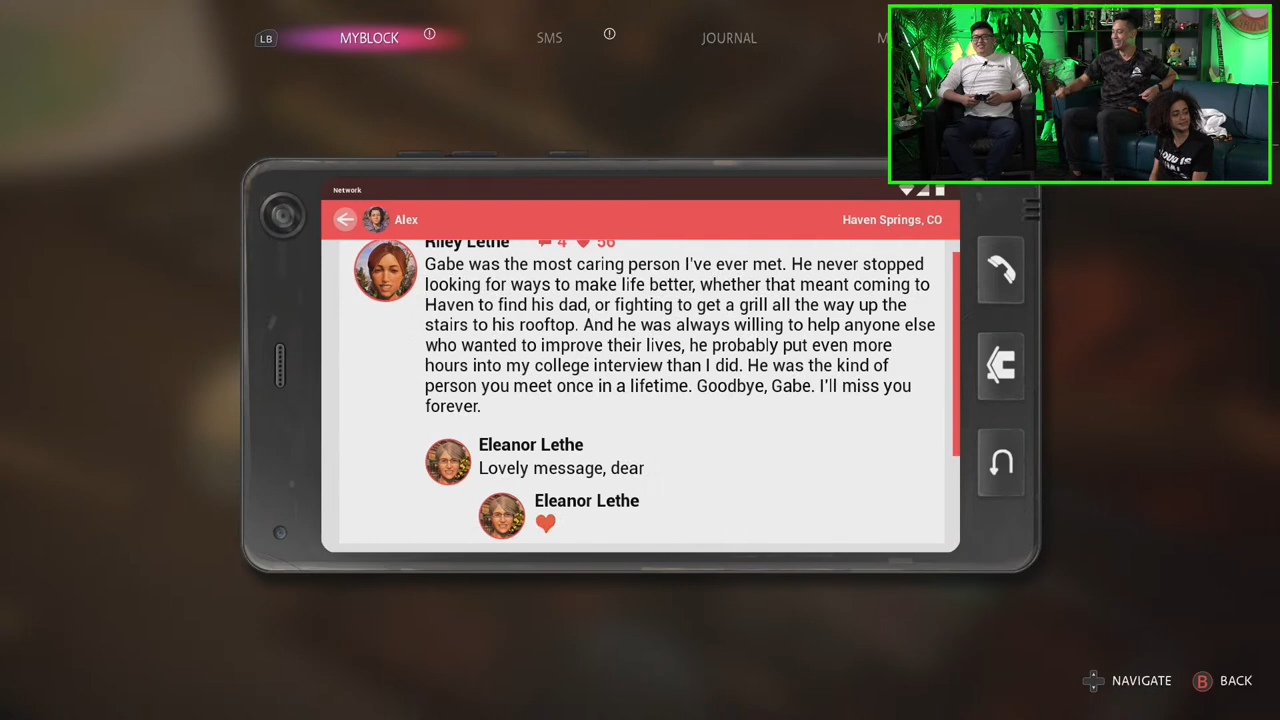 LB MYBLOCK SMS JOURNAL
Network
Alex Haven Springs, CO
Riley Lethe 4 56
Gabe was the most caring person I've ever met. He never stopped
looking for ways to make life better, whether that meant coming to
Haven to find his dad, or fighting to get a grill all the way up the
stairs to his rooftop. And he was always willing to help anyone else
who wanted to improve their lives, he probably put even more
hours into my college interview than I did. He was the kind of
person you meet once in a lifetime. Goodbye, Gabe. I'll miss you
forever.
Eleanor Lethe
Lovely message, dear
Eleanor Lethe
NAVIGATE B BACK